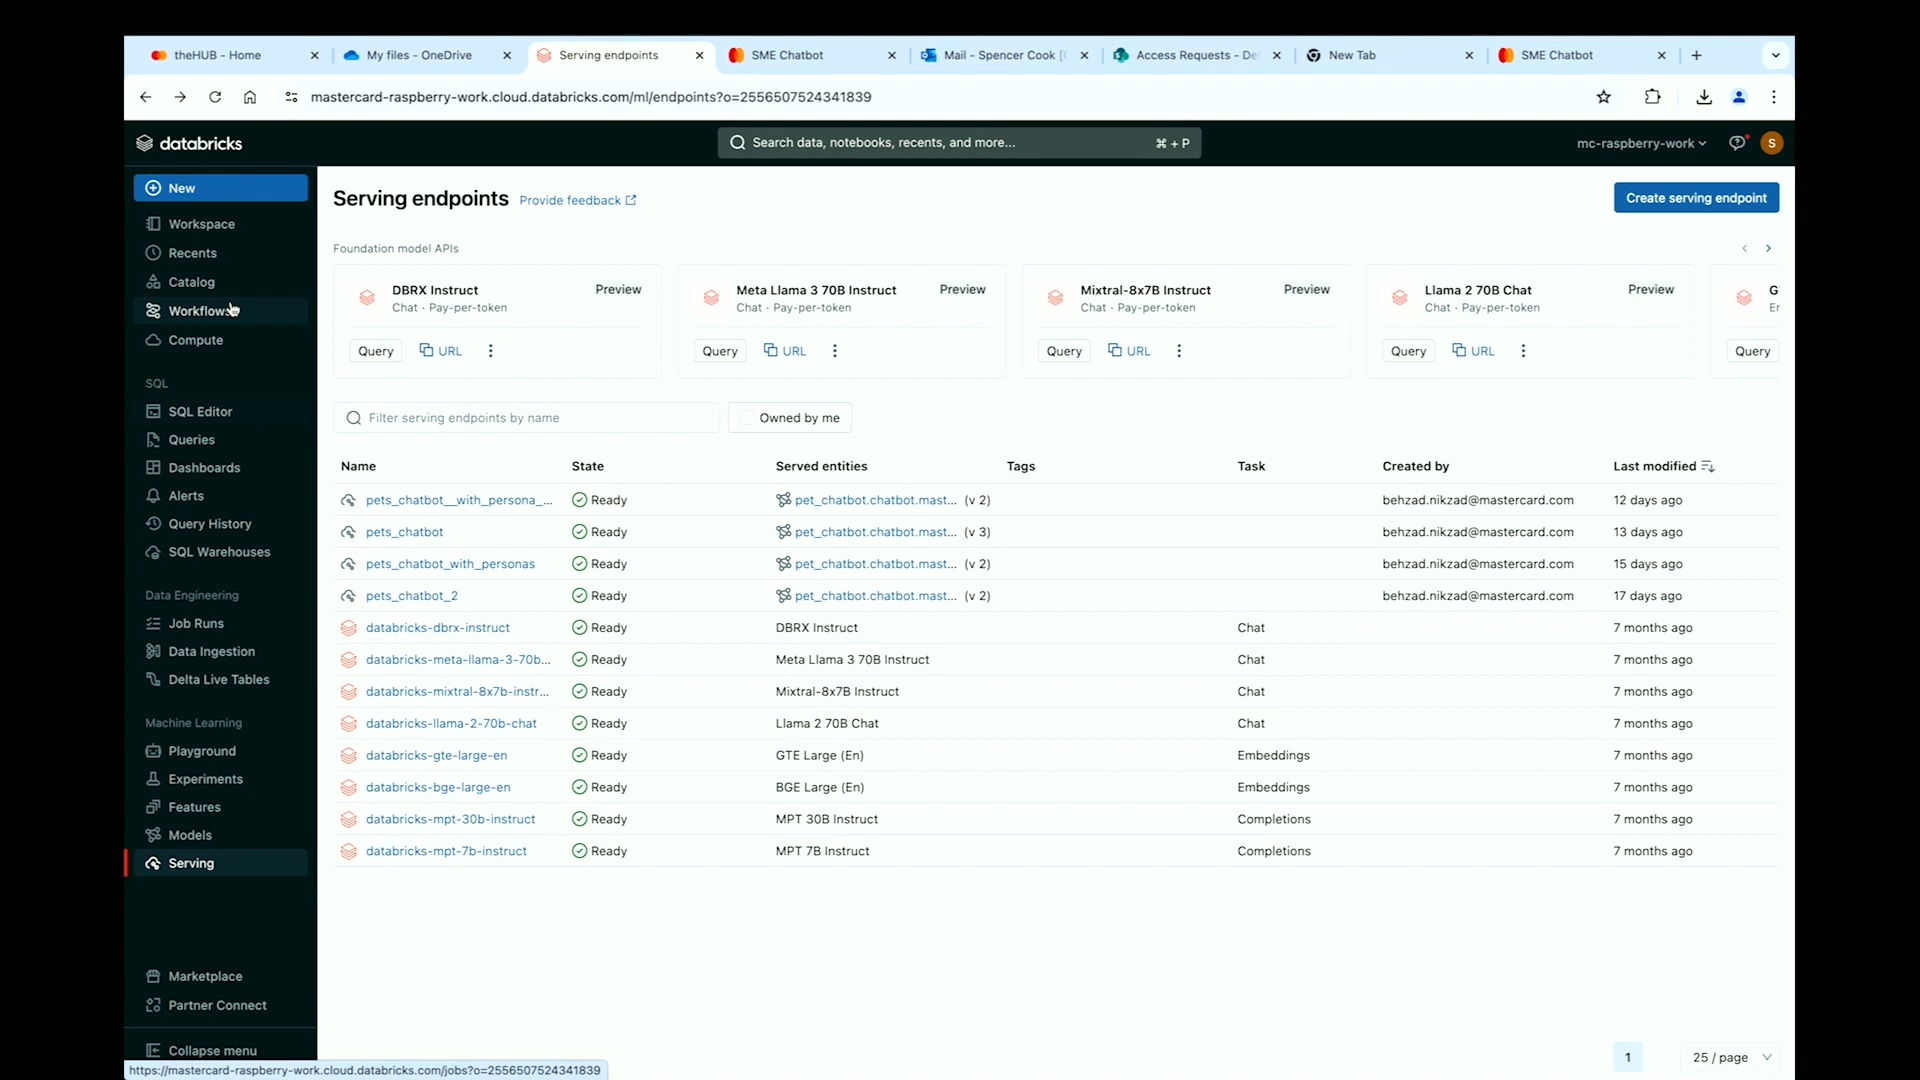 theHUB - Home
My files - OneDrive
Serving endpoints
SME Chatbot
Mail - Spencer Cook
Access Requests - De
New Tab
SME Chatbot
mastercard-raspberry-work.cloud.databricks.com/ml/endpoints?o=2556507524341839
databricks
Search data, notebooks, recents, and more...
⌘ + P
mc-raspberry-work
S
New
Workspace
Recents
Catalog
Workflows
Compute
SQL
SQL Editor
Queries
Dashboards
Alerts
Query History
SQL Warehouses
Data Engineering
Job Runs
Data Ingestion
Delta Live Tables
Machine Learning
Playground
Experiments
Features
Models
Serving
Marketplace
Partner Connect
Collapse menu
https://mastercard-raspberry-work.cloud.databricks.com/jobs?o=2556507524341839
Serving endpoints Provide feedback
Create serving endpoint
Foundation model APIs
DBRX Instruct Preview
Chat · Pay-per-token
Query URL
Meta Llama 3 70B Instruct Preview
Chat · Pay-per-token
Query URL
Mixtral-8x7B Instruct Preview
Chat · Pay-per-token
Query URL
Llama 2 70B Chat Preview
Chat · Pay-per-token
Query URL
Query
Filter serving endpoints by name
Owned by me
Name State Served entities Tags Task Created by Last modified
pets_chatbot__with_persona_... Ready pet_chatbot.chatbot.mast... (v 2) behzad.nikzad@mastercard.com 12 days ago
pets_chatbot Ready pet_chatbot.chatbot.mast... (v 3) behzad.nikzad@mastercard.com 13 days ago
pets_chatbot_with_personas Ready pet_chatbot.chatbot.mast... (v 2) behzad.nikzad@mastercard.com 15 days ago
pets_chatbot_2 Ready pet_chatbot.chatbot.mast... (v 2) behzad.nikzad@mastercard.com 17 days ago
databricks-dbrx-instruct Ready DBRX Instruct Chat 7 months ago
databricks-meta-llama-3-70b... Ready Meta Llama 3 70B Instruct Chat 7 months ago
databricks-mixtral-8x7b-instr... Ready Mixtral-8x7B Instruct Chat 7 months ago
databricks-llama-2-70b-chat Ready Llama 2 70B Chat Chat 7 months ago
databricks-gte-large-en Ready GTE Large (En) Embeddings 7 months ago
databricks-bge-large-en Ready BGE Large (En) Embeddings 7 months ago
databricks-mpt-30b-instruct Ready MPT 30B Instruct Completions 7 months ago
databricks-mpt-7b-instruct Ready MPT 7B Instruct Completions 7 months ago
1
25 / page